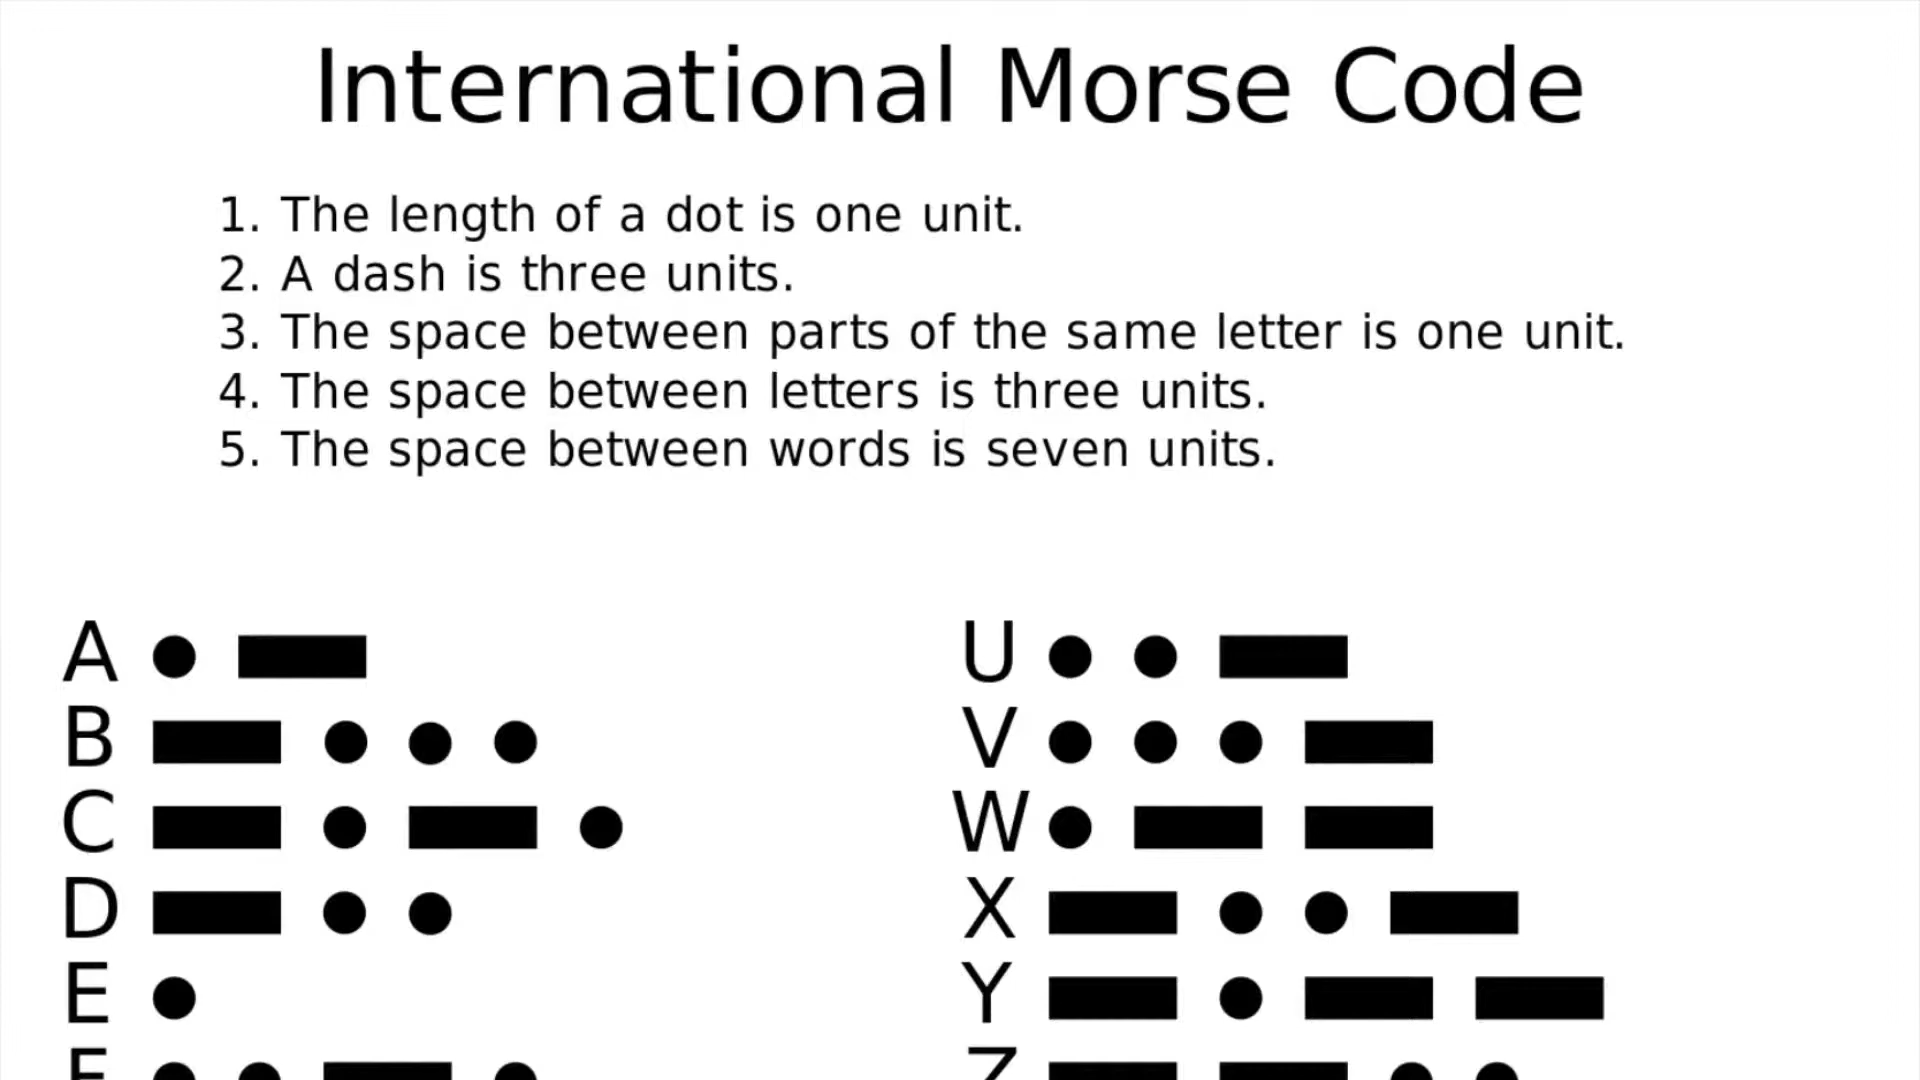 International Morse Code
1. The length of a dot is one unit.
2. A dash is three units.
3. The space between parts of the same letter is one unit.
4. The space between letters is three units.
5. The space between words is seven units.
A
B
C
D
E
F
U
V
W
X
Y
Z